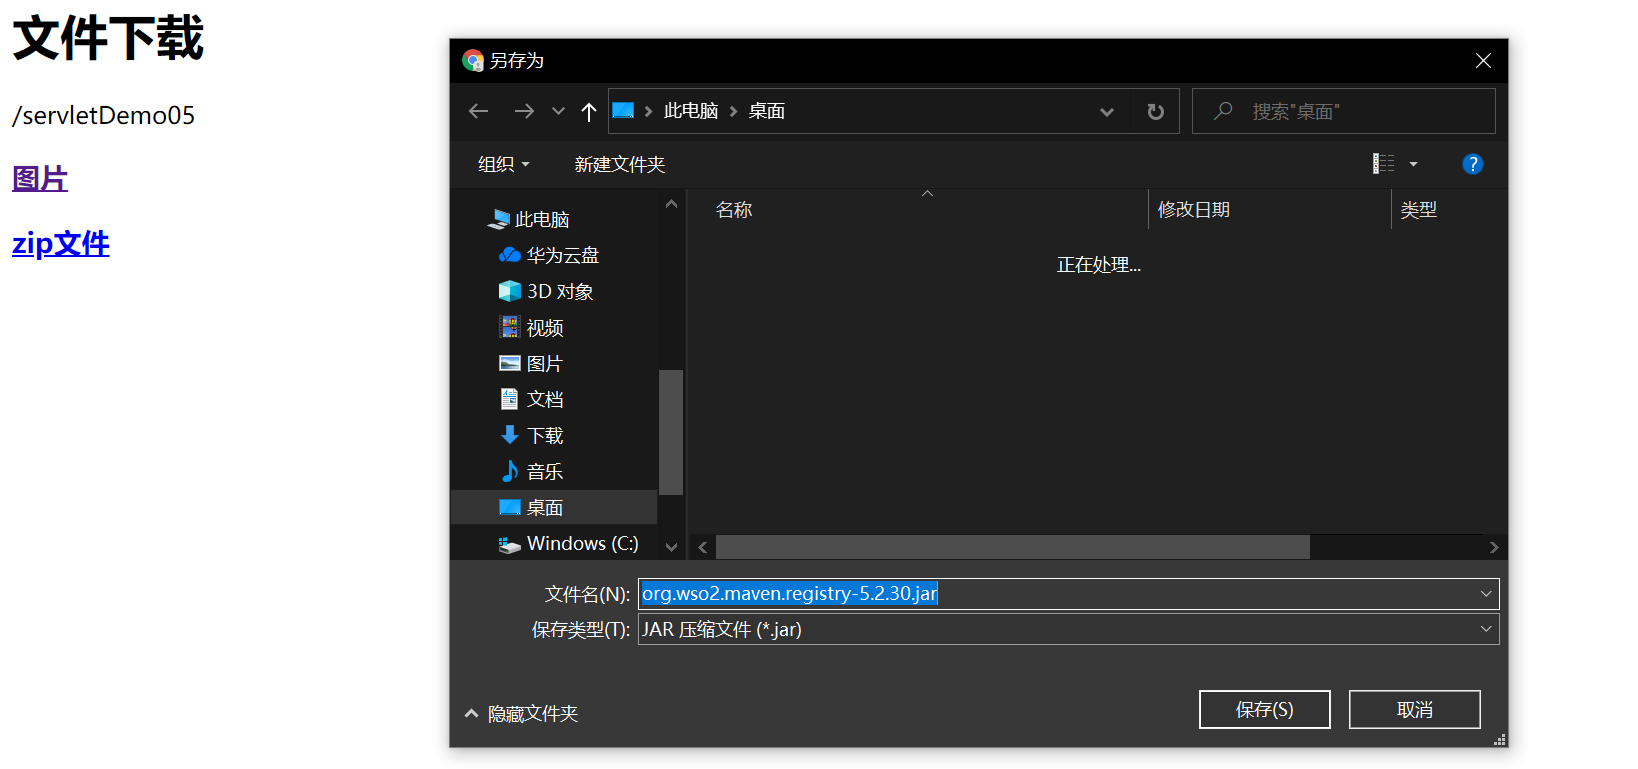 文件下载
/servletDemo05
图片
zip文件
另存为
此电脑 桌面
搜索"桌面"
组织 新建文件夹
?
此电脑
华为云盘
3D 对象
视频
图片
文档
下载
音乐
桌面
Windows (C:)
名称 修改日期 类型
正在处理...
文件名(N): org.wso2.maven.registry-5.2.30.jar
保存类型(T): JAR 压缩文件 (*.jar)
隐藏文件夹 保存(S) 取消